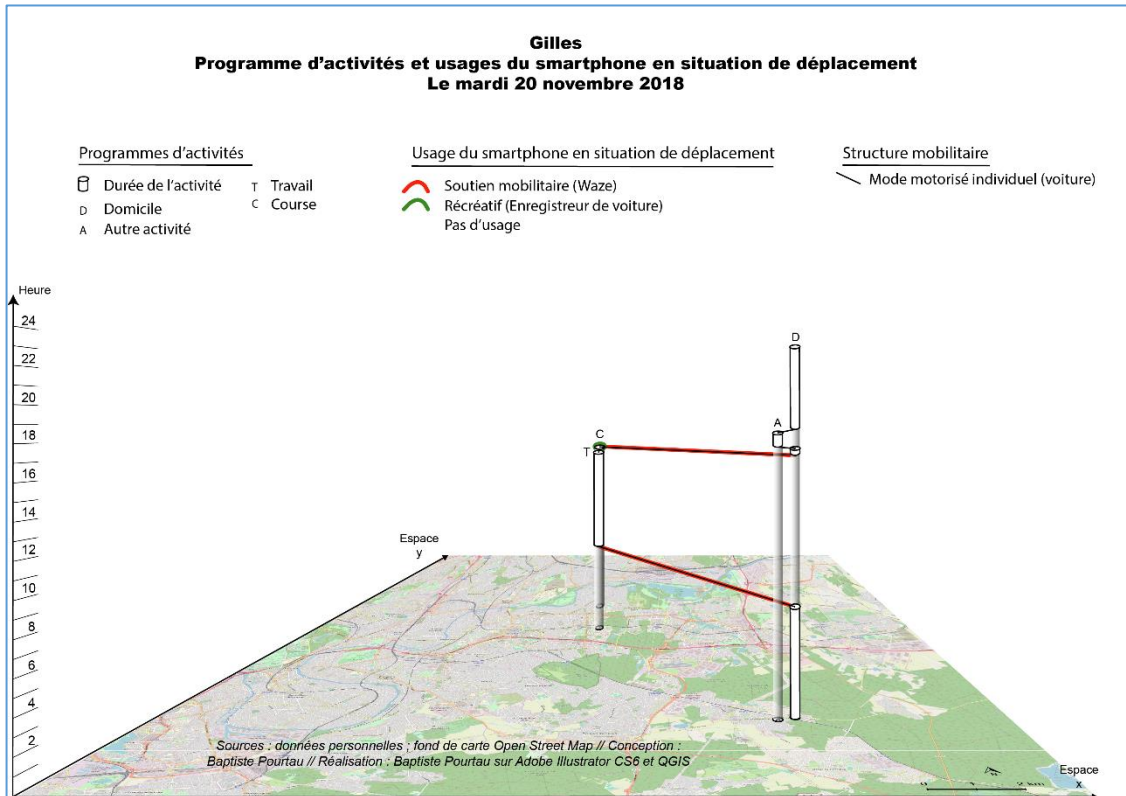 Gilles
Programme d'activités et usages du smartphone en situation de déplacement
Le mardi 20 novembre 2018
Programmes d'activités
Durée de l'activité
D Domicile
A Autre activité
T Travail
C Course
Usage du smartphone en situation de déplacement
Soutien mobilitaire (Waze)
Récréatif (Enregistreur de voiture)
Pas d'usage
Structure mobilitaire
Mode motorisé individuel (voiture)
Heure
24
22
20
18
16
14
12
10
8
6
4
2
D
A
C
T
Espace
y
Sources : données personnelles ; fond de carte Open Street Map // Conception :
Baptiste Pourtau // Réalisation : Baptiste Pourtau sur Adobe Illustrator CS6 et QGIS
N
0 1 2 km
Espace
x